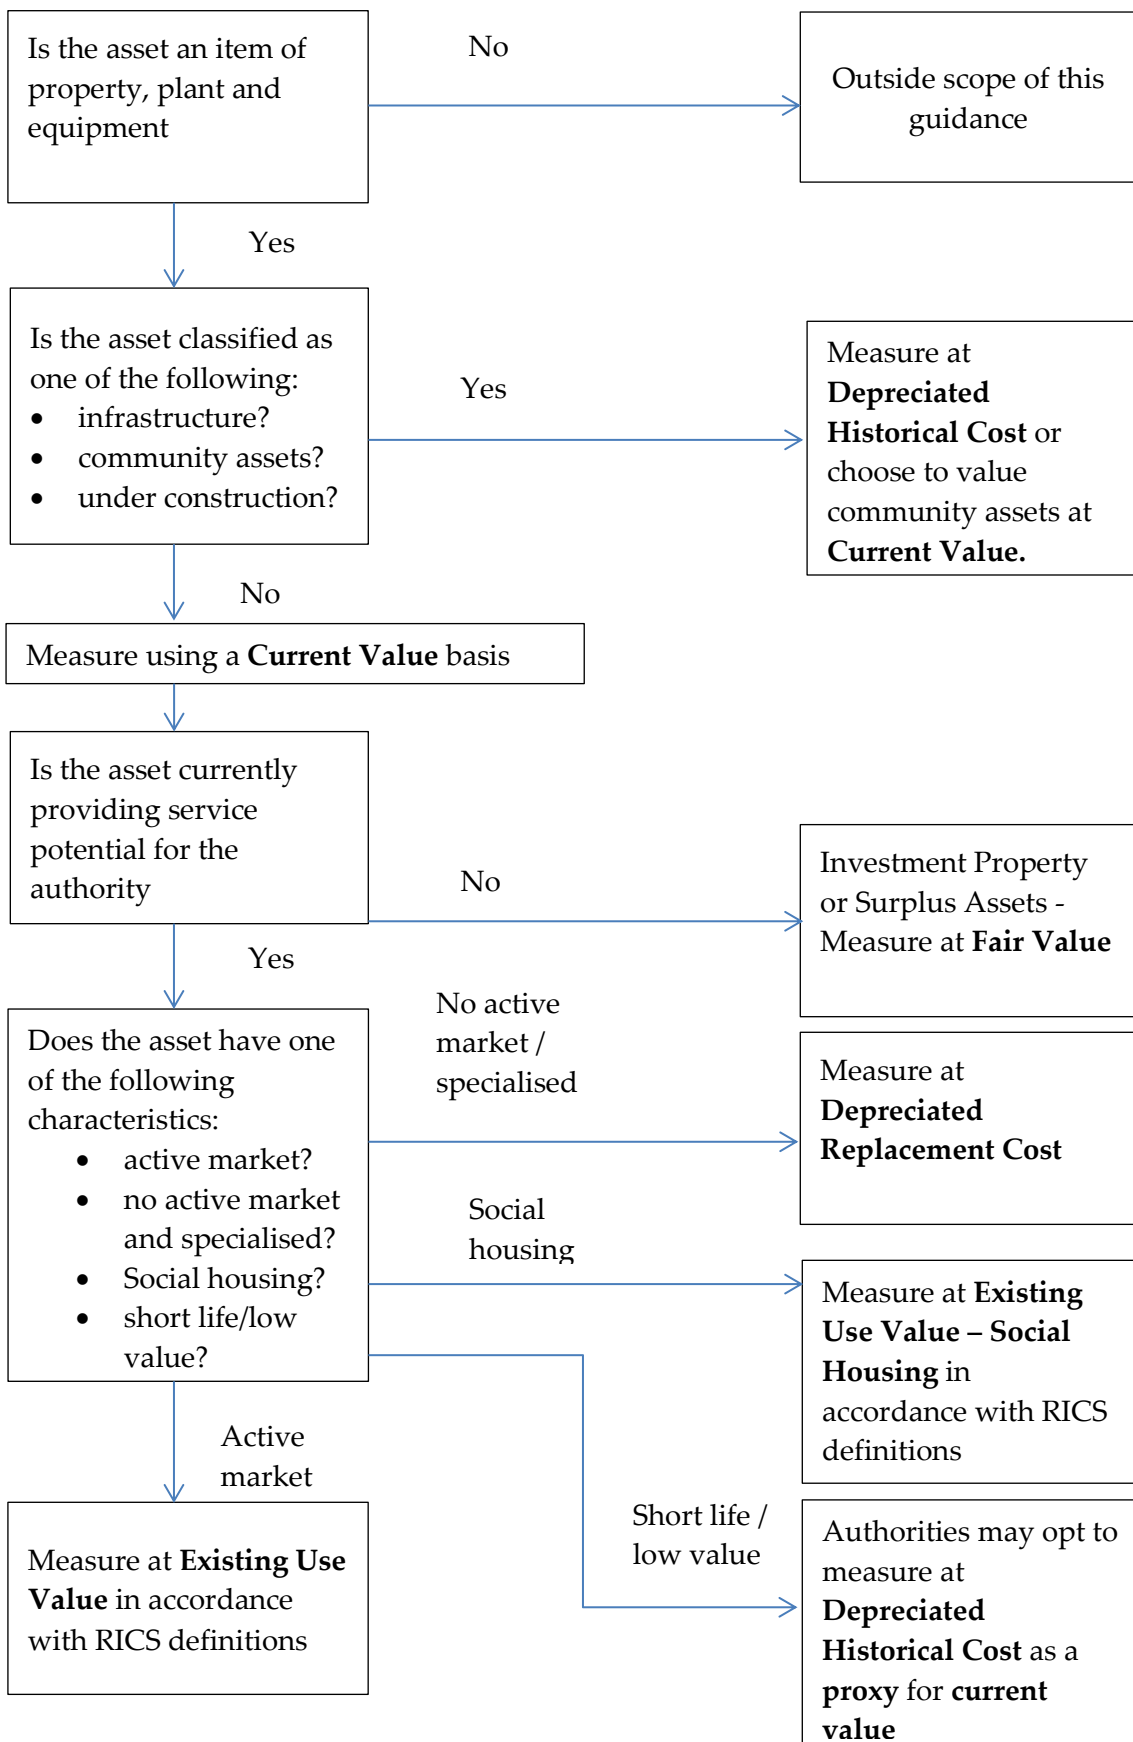 Is the asset an item of
property, plant and
equipment
No
Outside scope of this
guidance
Yes
Is the asset classified as
one of the following:
• infrastructure?
• community assets?
• under construction?
Yes
Measure at
Depreciated
Historical Cost or
choose to value
community assets at
Current Value.
No
Measure using a Current Value basis
Is the asset currently
providing service
potential for the
authority
No
Investment Property
or Surplus Assets -
Measure at Fair Value
Yes
Does the asset have one
of the following
characteristics:
• active market?
• no active market
and specialised?
• Social housing?
• short life/low
value?
No active
market /
specialised
Measure at
Depreciated
Replacement Cost
Social
housing
Measure at Existing
Use Value – Social
Housing in
accordance with RICS
definitions
Active
market
Measure at Existing Use
Value in accordance
with RICS definitions
Short life /
low value
Authorities may opt to
measure at
Depreciated
Historical Cost as a
proxy for current
value